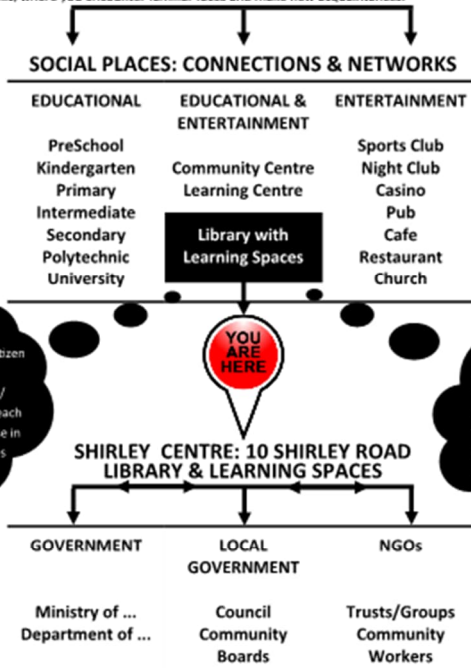 SOCIAL PLACES: CONNECTIONS & NETWORKS
EDUCATIONAL
PreSchool
Kindergarten
Primary
Intermediate
Secondary
Polytechnic
University
EDUCATIONAL &
ENTERTAINMENT
Community Centre
Learning Centre
Library with
Learning Spaces
ENTERTAINMENT
Sports Club
Night Club
Casino
Pub
Cafe
Restaurant
Church
YOU
ARE
HERE
SHIRLEY CENTRE: 10 SHIRLEY ROAD
LIBRARY & LEARNING SPACES
GOVERNMENT
Ministry of ...
Department of ...
LOCAL
GOVERNMENT
Council
Community
Boards
NGOs
Trusts/Groups
Community
Workers